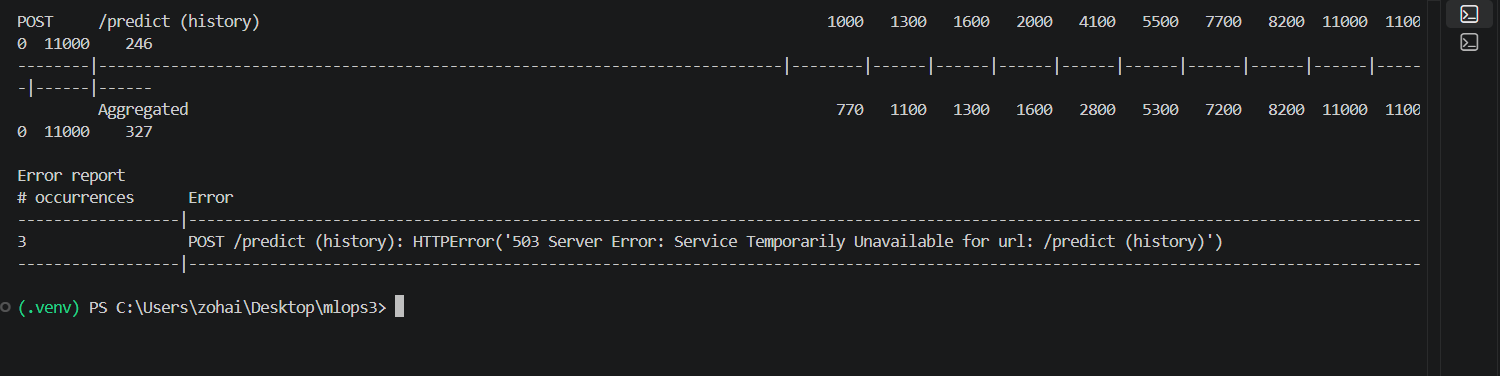 POST     /predict (history)                                                               1000   1300   1600   2000   4100   5500   7700   8200  11000  1100
0  11000    246
--------|----------------------------------------------------------------------------|--------|------|------|------|------|------|------|------|------|-----
-|------|------
         Aggregated                                                                        770   1100   1300   1600   2800   5300   7200   8200  11000  1100
0  11000    327
Error report
# occurrences      Error
------------------|-----------------------------------------------------------------------------------------------------------------------------------------
3                  POST /predict (history): HTTPError('503 Server Error: Service Temporarily Unavailable for url: /predict (history)')
------------------|-----------------------------------------------------------------------------------------------------------------------------------------
(.venv) PS C:\Users\zohai\Desktop\mlops3>